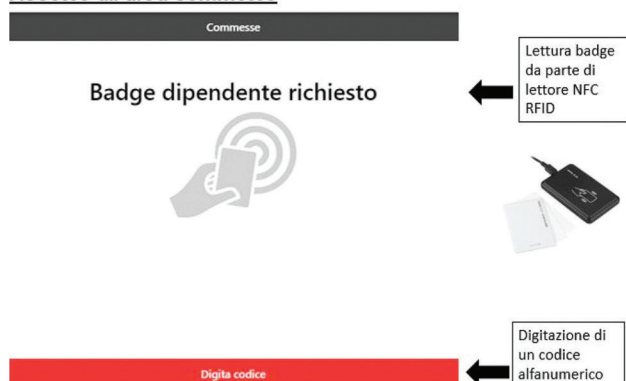 Commesse
Badge dipendente richiesto
Lettura badge
da parte di
lettore NFC
RFID
Digita codice
Digitazione di
un codice
alfanumerico